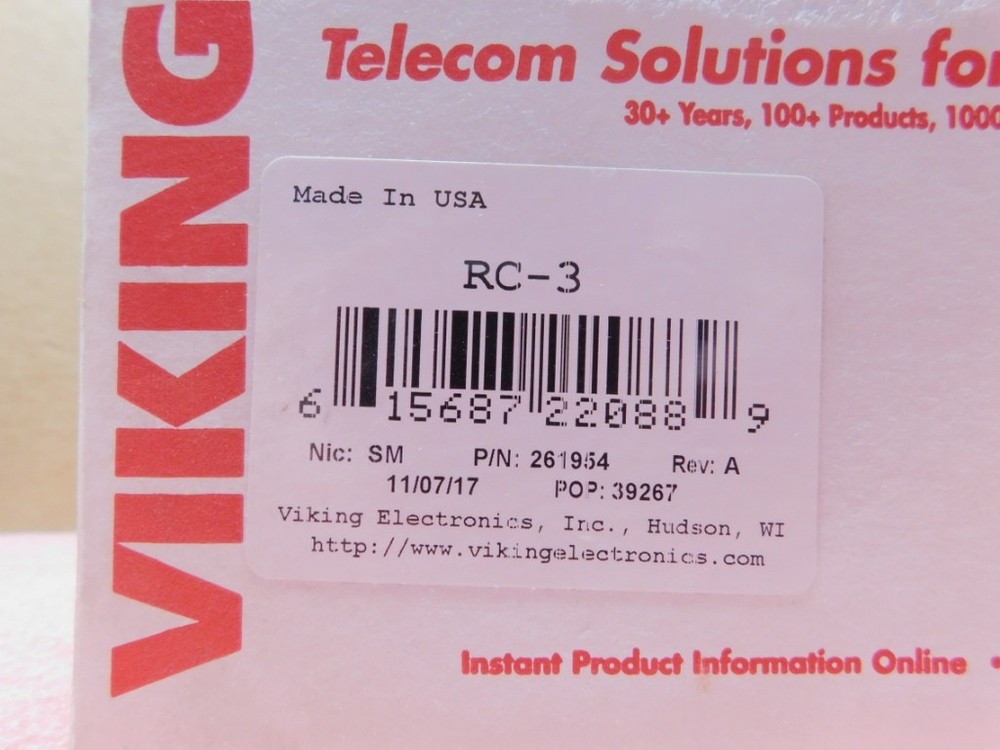 VIKING
Telecom Solutions for
30+ Years, 100+ Products, 1000
Made In USA
RC-3
6 15687 22088 9
Nic: SM P/N: 261954 Rev: A
11/07/17 POP: 39267
Viking Electronics, Inc., Hudson, WI
http://www.vikingelectronics.com
Instant Product Information Online •